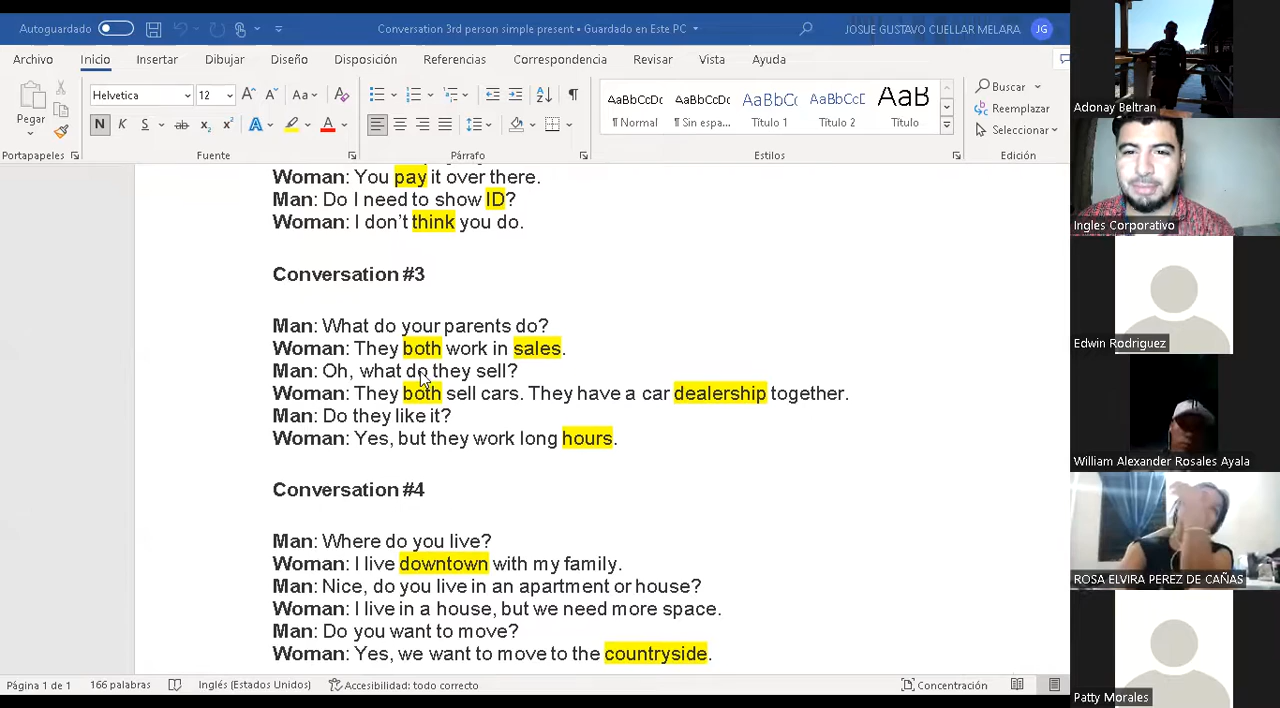 Autoguardado
Conversation 3rd person simple present • Guardado en Este PC
JOSUE GUSTAVO CUELLAR MELARA
JG
Archivo Inicio Insertar Dibujar Diseño Disposición Referencias Correspondencia Revisar Vista Ayuda
Pegar
Portapapeles
Helvetica 12
N K S ab x₂ x²
Fuente
Párrafo
AaBbCcDc AaBbCcDc AaBbCc AaBbCcD AaB
¶ Normal ¶ Sin espa... Título 1 Título 2 Título
Estilos
Buscar
Reemplazar
Seleccionar
Edición
Woman: You pay it over there.
Man: Do I need to show ID?
Woman: I don't think you do.
Conversation #3
Man: What do your parents do?
Woman: They both work in sales.
Man: Oh, what do they sell?
Woman: They both sell cars. They have a car dealership together.
Man: Do they like it?
Woman: Yes, but they work long hours.
Conversation #4
Man: Where do you live?
Woman: I live downtown with my family.
Man: Nice, do you live in an apartment or house?
Woman: I live in a house, but we need more space.
Man: Do you want to move?
Woman: Yes, we want to move to the countryside.
Página 1 de 1 166 palabras Inglés (Estados Unidos) Accesibilidad: todo correcto Concentración
Adonay Beltran
Ingles Corporativo
Edwin Rodriguez
William Alexander Rosales Ayala
ROSA ELVIRA PEREZ DE CAÑAS
Patty Morales